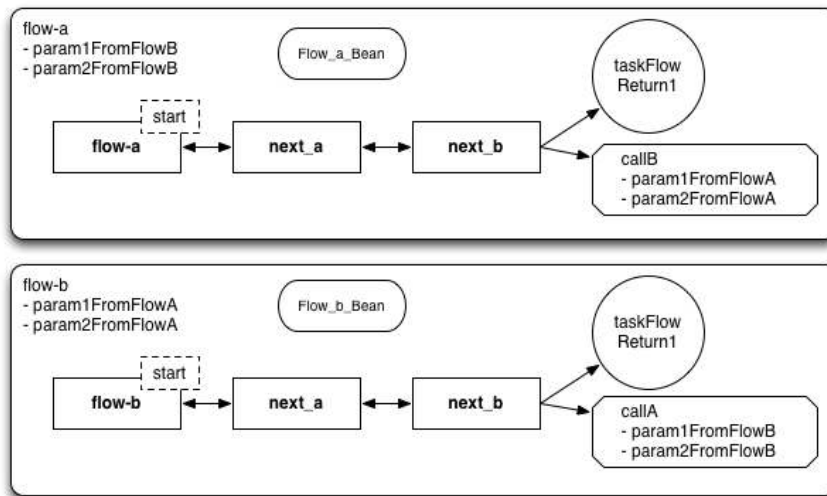 flow-a
- param1FromFlowB
- param2FromFlowB
Flow_a_Bean
taskFlow
Return1
start
flow-a
next_a
next_b
callB
- param1FromFlowA
- param2FromFlowA
flow-b
- param1FromFlowA
- param2FromFlowA
Flow_b_Bean
taskFlow
Return1
start
flow-b
next_a
next_b
callA
- param1FromFlowB
- param2FromFlowB